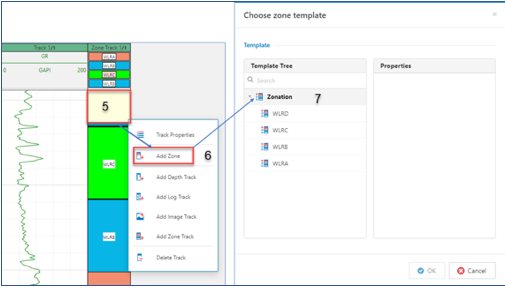 Track 1/1
Zone Track 1/1
GR
0 GAPI 200
WLRA
WLRB
WLRC
WLRB
5
WLRC
WLRB
Track Properties
Add Zone
6
Add Depth Track
Add Log Track
Add Image Track
Add Zone Track
Delete Track
Choose zone template
Template
Template Tree
Search
Zonation
7
WLRD
WLRC
WLRB
WLRA
Properties
OK
Cancel